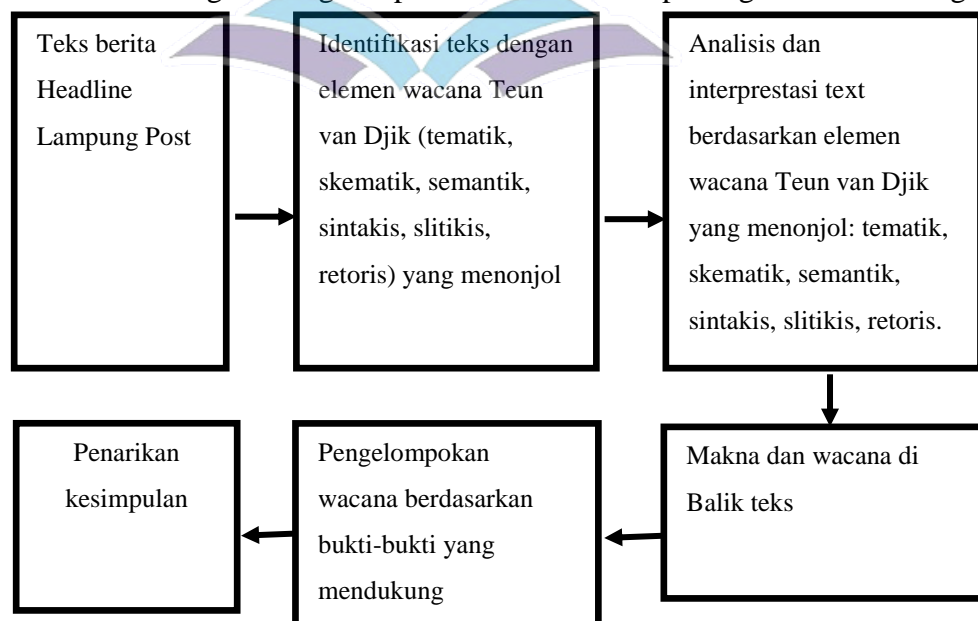 Teks berita
Headline
Lampung Post
Identifikasi teks dengan
elemen wacana Teun
van Djik (tematik,
skematik, semantik,
sintakis, slitikis,
retoris) yang menonjol
Analisis dan
interprestasi text
berdasarkan elemen
wacana Teun van Djik
yang menonjol: tematik,
skematik, semantik,
sintakis, slitikis, retoris.
Makna dan wacana di
Balik teks
Pengelompokan
wacana berdasarkan
bukti-bukti yang
mendukung
Penarikan
kesimpulan